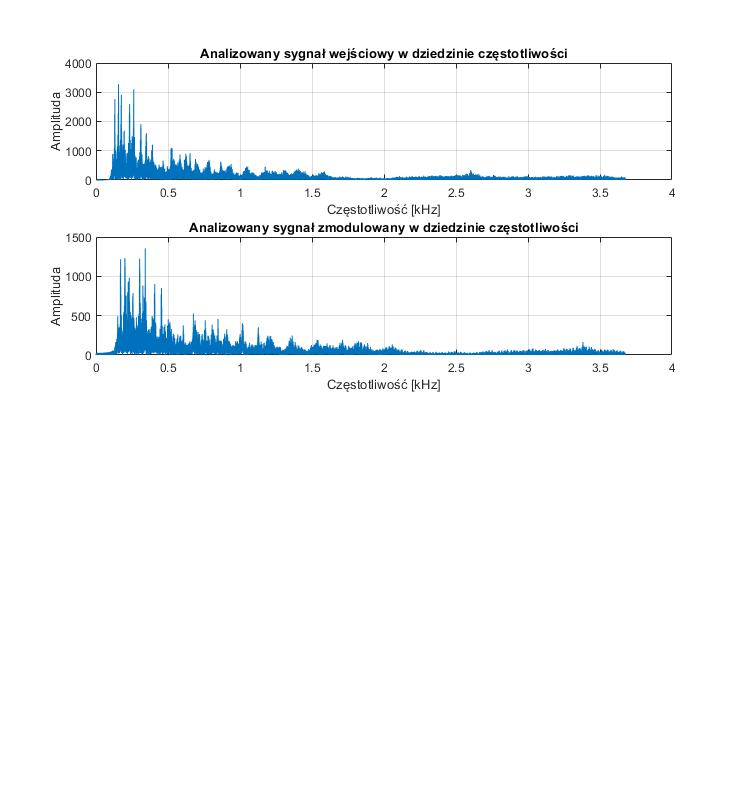 Analizowany sygnał wejściowy w dziedzinie częstotliwości
4000
3000
2000
1000
0
Amplituda
0 0.5 1 1.5 2 2.5 3 3.5 4
Częstotliwość [kHz]
Analizowany sygnał zmodulowany w dziedzinie częstotliwości
1500
1000
500
0
Amplituda
0 0.5 1 1.5 2 2.5 3 3.5 4
Częstotliwość [kHz]